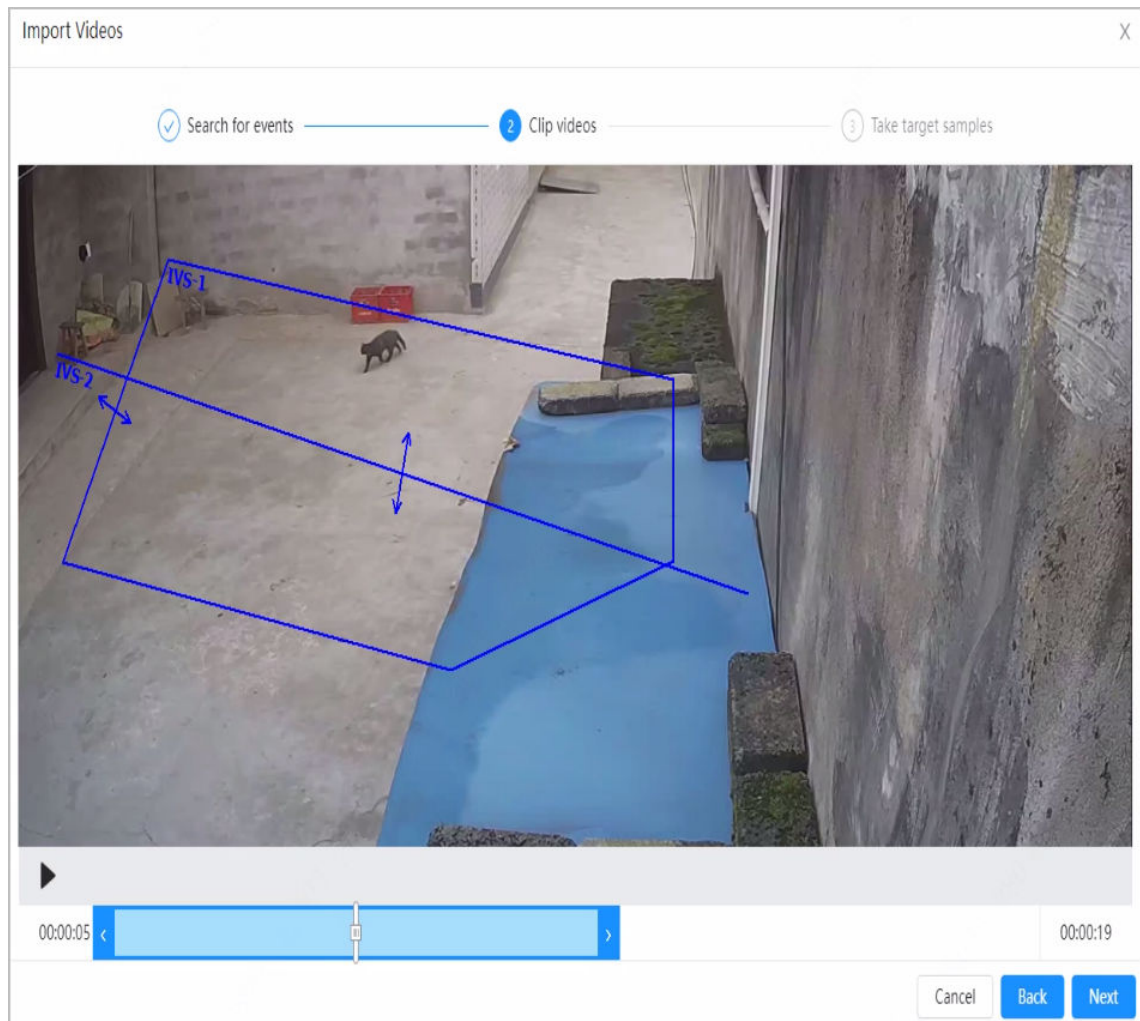 Import Videos X
Search for events 2 Clip videos 3 Take target samples
IVS-1
IVS-2
00:00:05 00:00:19
Cancel Back Next